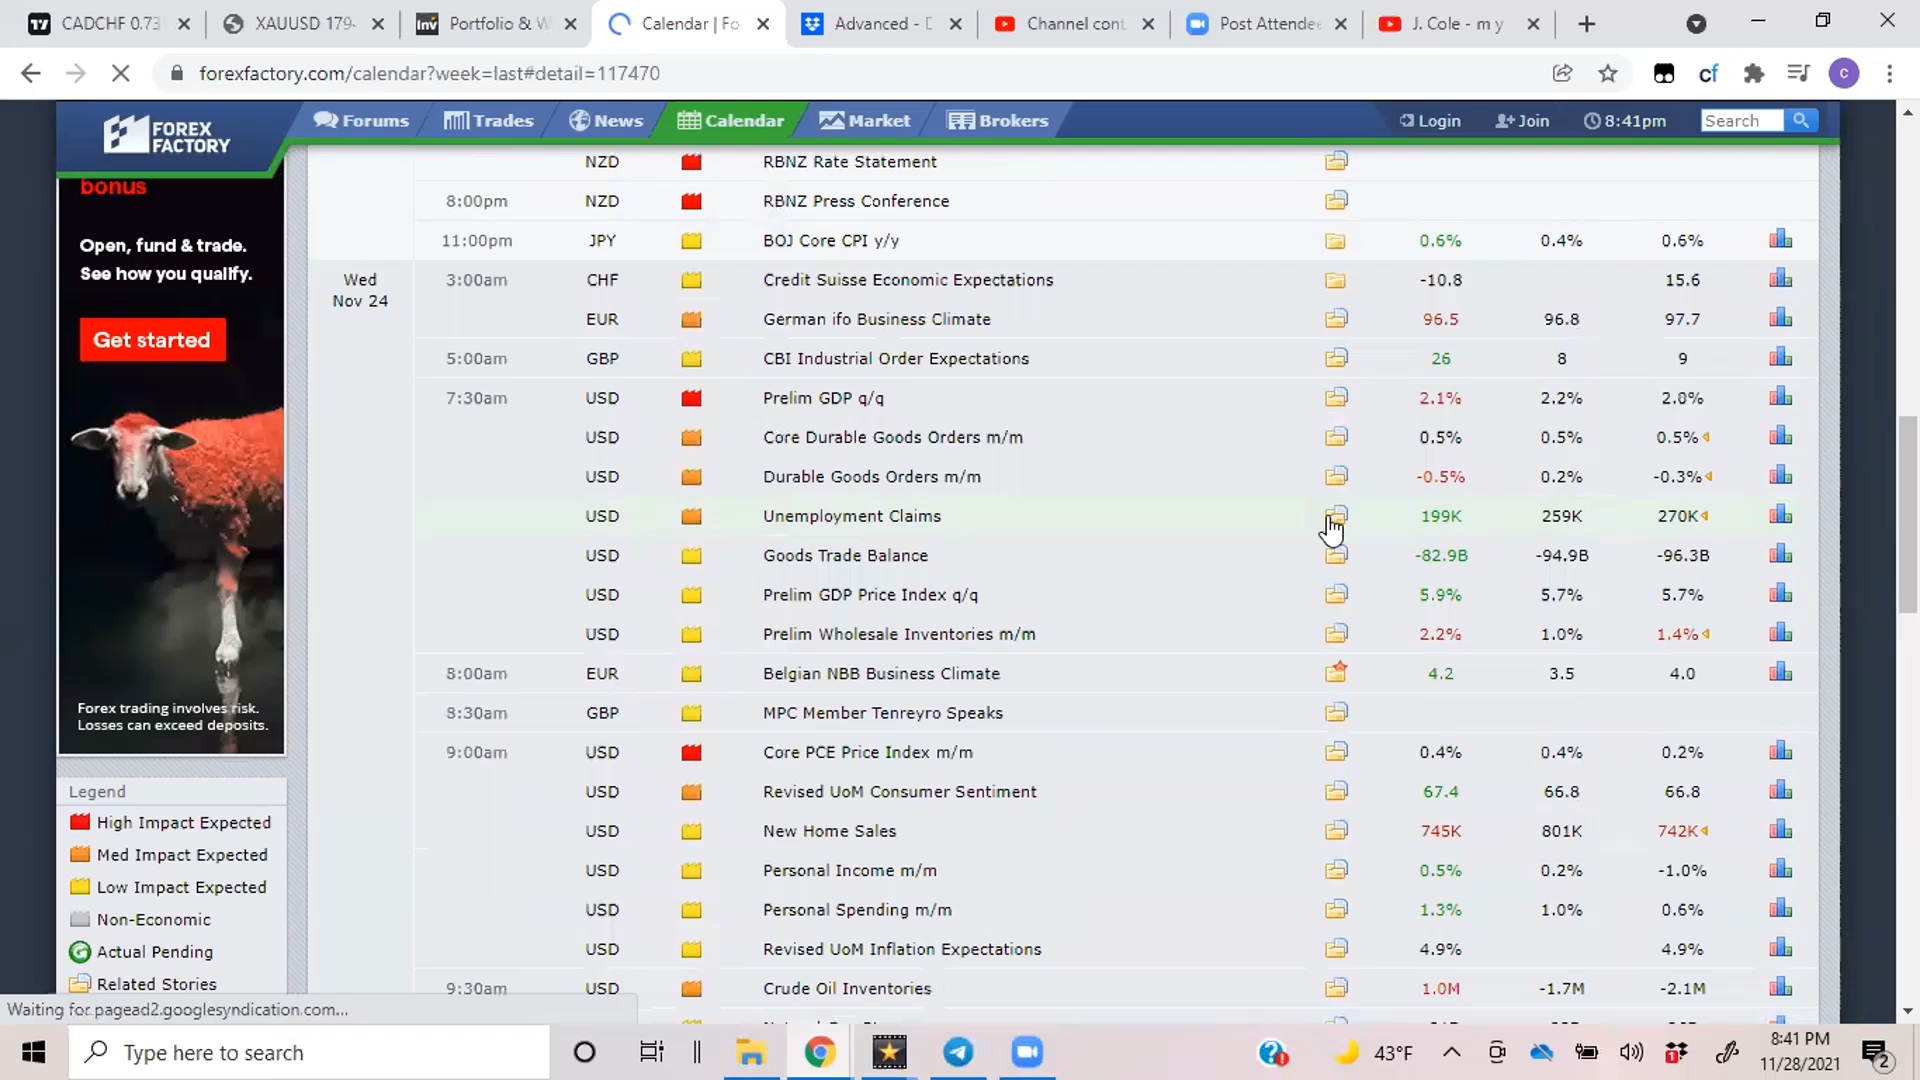 CADCHF 0.73
XAUUSD 179
Portfolio & W
Calendar | Fo
Advanced - D
Channel cont
Post Attendee
J. Cole - m y
forexfactory.com/calendar?week=last#detail=117470
FOREX FACTORY
Forums
Trades
News
Calendar
Market
Brokers
Login
Join
8:41pm
Search
bonus
Open, fund & trade.
See how you qualify.
Get started
Forex trading involves risk.
Losses can exceed deposits.
NZD RBNZ Rate Statement
8:00pm NZD RBNZ Press Conference
11:00pm JPY BOJ Core CPI y/y 0.6% 0.4% 0.6%
Wed
Nov 24
3:00am CHF Credit Suisse Economic Expectations -10.8 15.6
EUR German ifo Business Climate 96.5 96.8 97.7
5:00am GBP CBI Industrial Order Expectations 26 8 9
7:30am USD Prelim GDP q/q 2.1% 2.2% 2.0%
USD Core Durable Goods Orders m/m 0.5% 0.5% 0.5%
USD Durable Goods Orders m/m -0.5% 0.2% -0.3%
USD Unemployment Claims 199K 259K 270K
USD Goods Trade Balance -82.9B -94.9B -96.3B
USD Prelim GDP Price Index q/q 5.9% 5.7% 5.7%
USD Prelim Wholesale Inventories m/m 2.2% 1.0% 1.4%
8:00am EUR Belgian NBB Business Climate 4.2 3.5 4.0
8:30am GBP MPC Member Tenreyro Speaks
9:00am USD Core PCE Price Index m/m 0.4% 0.4% 0.2%
USD Revised UoM Consumer Sentiment 67.4 66.8 66.8
USD New Home Sales 745K 801K 742K
USD Personal Income m/m 0.5% 0.2% -1.0%
USD Personal Spending m/m 1.3% 1.0% 0.6%
USD Revised UoM Inflation Expectations 4.9% 4.9%
9:30am USD Crude Oil Inventories 1.0M -1.7M -2.1M
Legend
High Impact Expected
Med Impact Expected
Low Impact Expected
Non-Economic
Actual Pending
Related Stories
Waiting for pagead2.googlesyndication.com...
Type here to search
43°F
8:41 PM
11/28/2021
2